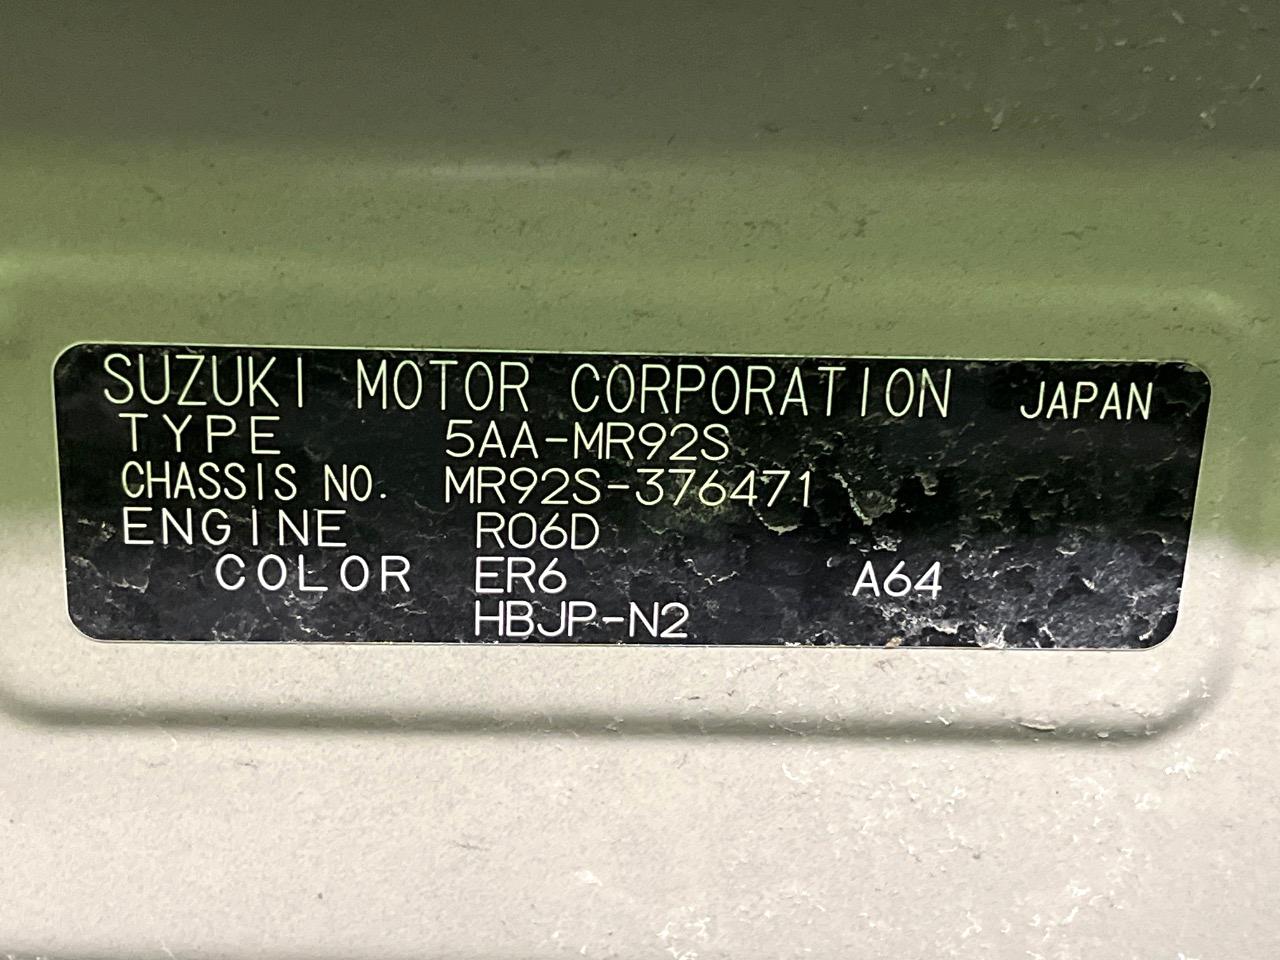 SUZUKI MOTOR CORPORATION JAPAN
TYPE 5AA-MR92S
CHASSIS NO. MR92S-376471
ENGINE R06D
COLOR ER6 A64
HBJP-N2